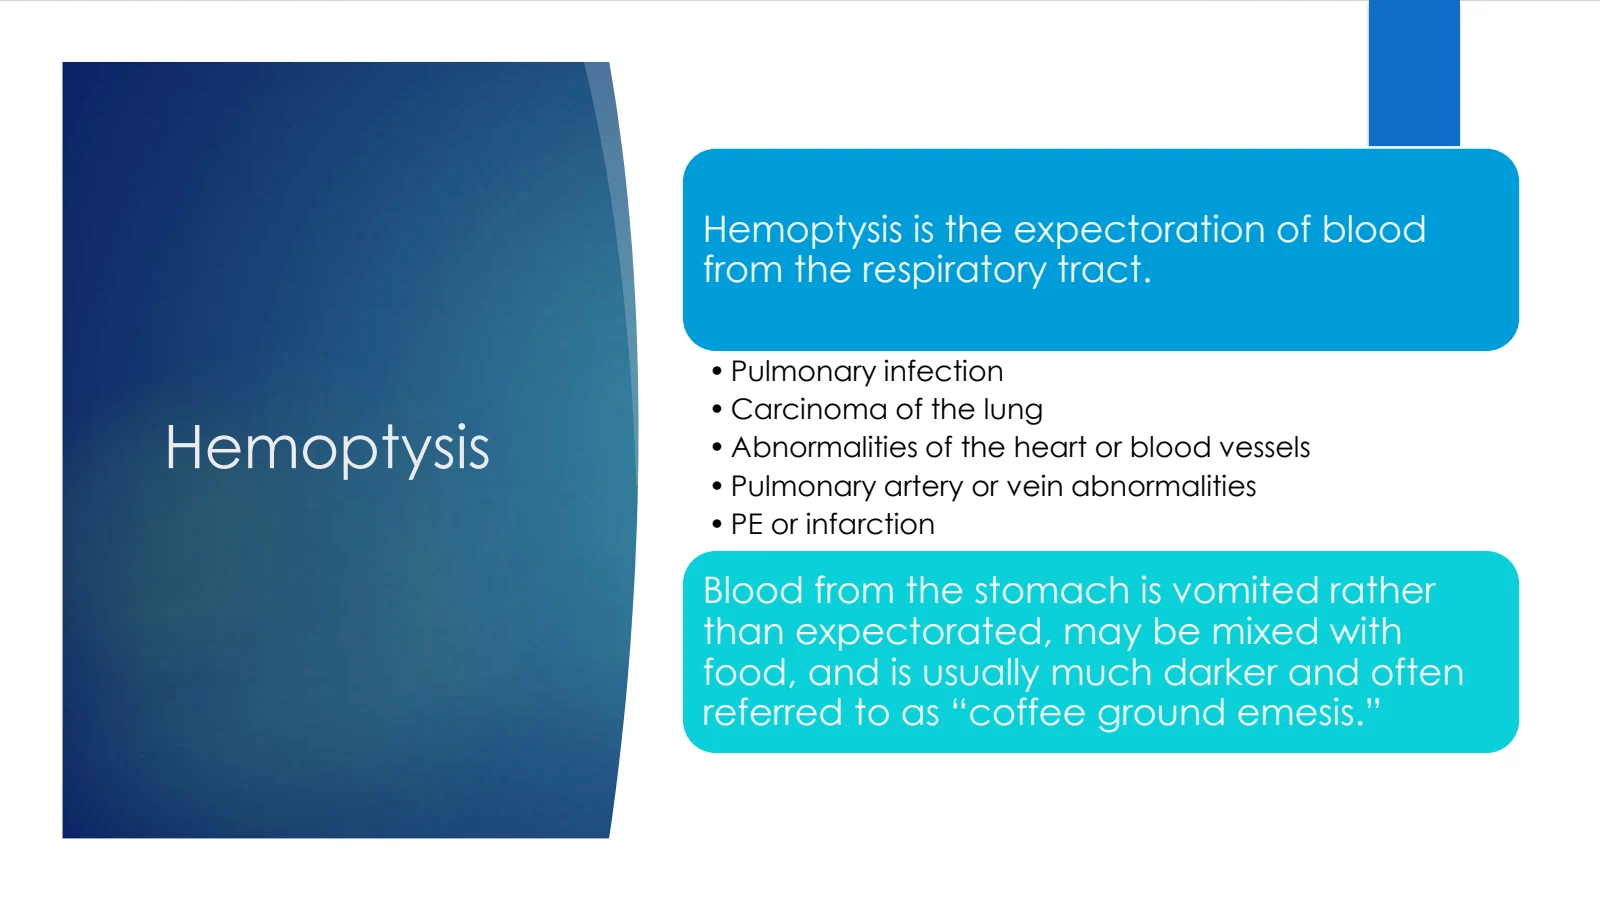 Hemoptysis
Hemoptysis is the expectoration of blood
from the respiratory tract.
• Pulmonary infection
• Carcinoma of the lung
• Abnormalities of the heart or blood vessels
• Pulmonary artery or vein abnormalities
• PE or infarction
Blood from the stomach is vomited rather
than expectorated, may be mixed with
food, and is usually much darker and often
referred to as “coffee ground emesis.”